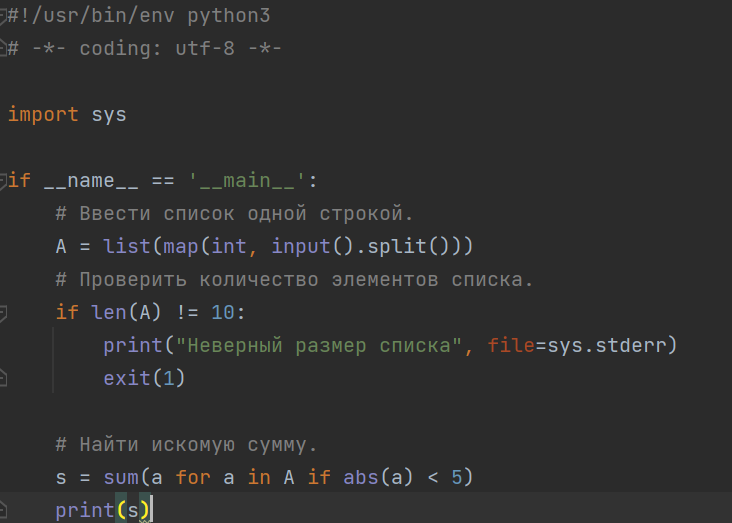 #!/usr/bin/env python3
# -*- coding: utf-8 -*-
import sys
if __name__ == '__main__':
# Ввести список одной строкой.
A = list(map(int, input().split()))
# Проверить количество элементов списка.
if len(A) != 10:
print("Неверный размер списка", file=sys.stderr)
exit(1)
# Найти искомую сумму.
s = sum(a for a in A if abs(a) < 5)
print(s)